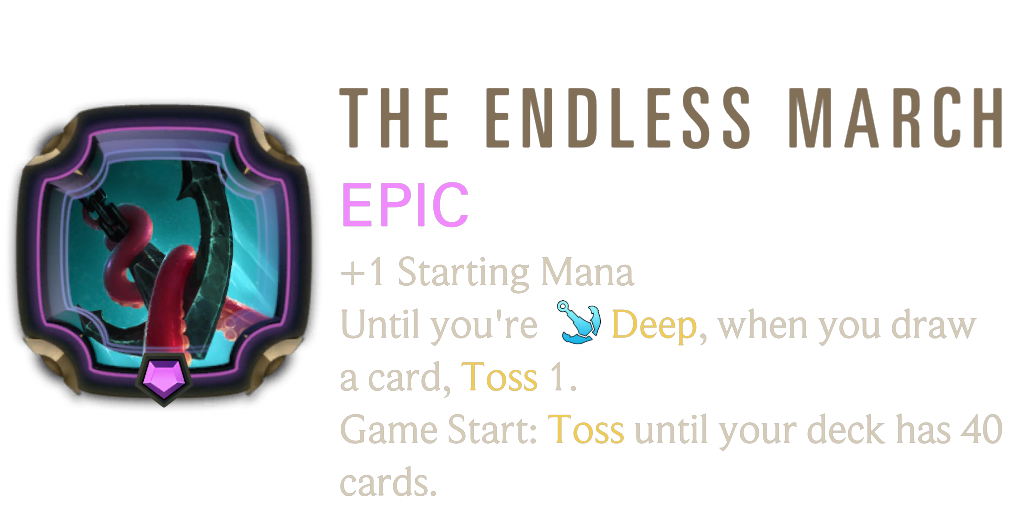 THE ENDLESS MARCH
EPIC
+1 Starting Mana
Until you're Deep, when you draw
a card, Toss 1.
Game Start: Toss until your deck has 40
cards.